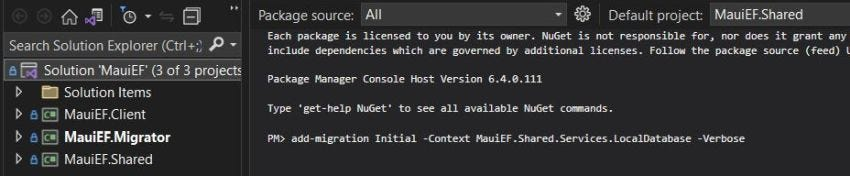 Package source: All
Default project: MauiEF.Shared
Search Solution Explorer (Ctrl+;)
Solution 'MauiEF' (3 of 3 projects
Solution Items
MauiEF.Client
MauiEF.Migrator
MauiEF.Shared
Each package is licensed to you by its owner. NuGet is not responsible for, nor does it grant any
include dependencies which are governed by additional licenses. Follow the package source (feed) U
Package Manager Console Host Version 6.4.0.111
Type 'get-help NuGet' to see all available NuGet commands.
PM> add-migration Initial -Context MauiEF.Shared.Services.LocalDatabase -Verbose